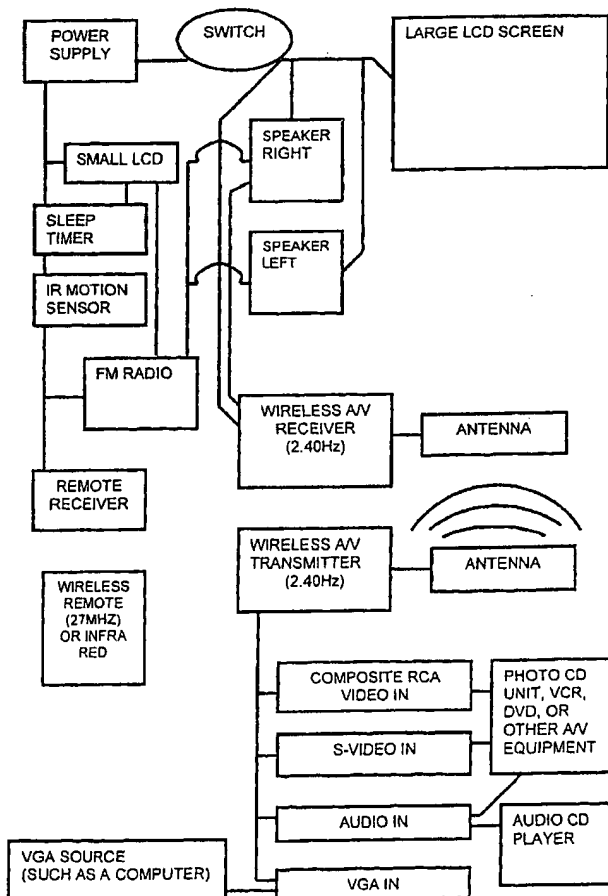 POWER
SUPPLY
SWITCH
LARGE LCD SCREEN
SMALL LCD
SPEAKER
RIGHT
SLEEP
TIMER
SPEAKER
LEFT
IR MOTION
SENSOR
FM RADIO
WIRELESS A/V
RECEIVER
(2.40Hz)
ANTENNA
REMOTE
RECEIVER
WIRELESS A/V
TRANSMITTER
(2.40Hz)
ANTENNA
WIRELESS
REMOTE
(27MHZ)
OR INFRA
RED
COMPOSITE RCA
VIDEO IN
PHOTO CD
UNIT, VCR,
DVD, OR
OTHER A/V
EQUIPMENT
S-VIDEO IN
AUDIO IN
AUDIO CD
PLAYER
VGA SOURCE
(SUCH AS A COMPUTER)
VGA IN